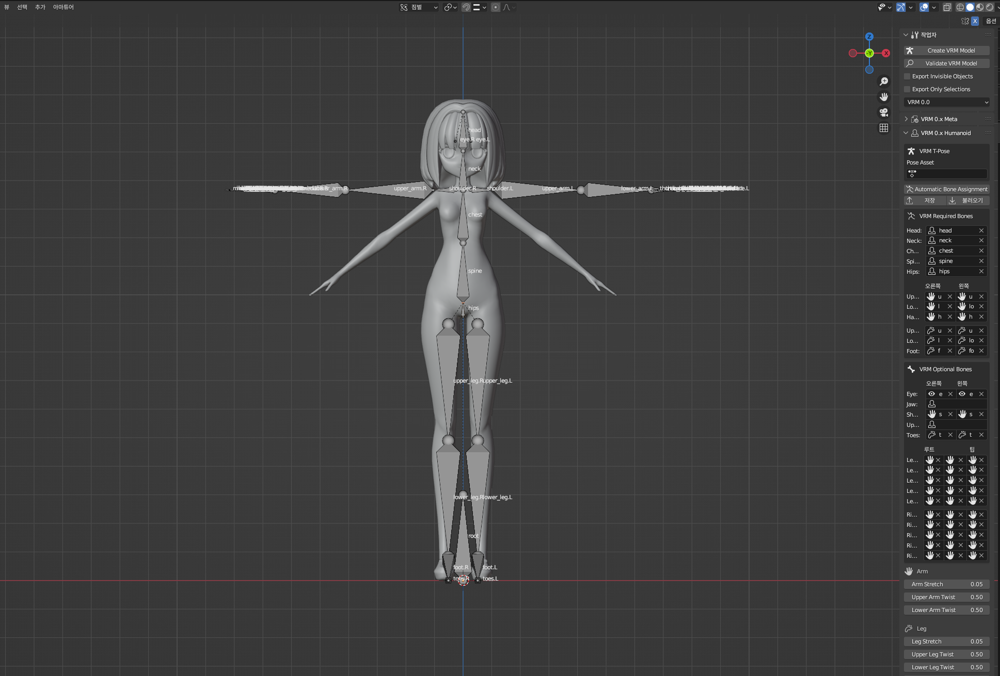 뷰 선택 추가 아마튜어
짐벌
X 옵션
Z
-Y X
작업자
Create VRM Model
Validate VRM Model
Export Invisible Objects
Export Only Selections
VRM 0.0
VRM 0.x Meta
VRM 0.x Humanoid
VRM T-Pose
Pose Asset
Automatic Bone Assignment
저장 불러오기
VRM Required Bones
Head: head
Neck: neck
Ch... chest
Spi... spine
Hips: hips
오른쪽 왼쪽
Up... u u
Lo... l lo
Ha... h h
Up... u u
Lo... l lo
Foot: f fo
VRM Optional Bones
오른쪽 왼쪽
Eye: e e
Jaw:
Sh... s s
Up...
Toes: t t
루트 팁
Le...
Le...
Le...
Le...
Le...
Ri...
Ri...
Ri...
Ri...
Ri...
Arm
Arm Stretch 0.05
Upper Arm Twist 0.50
Lower Arm Twist 0.50
Leg
Leg Stretch 0.05
Upper Leg Twist 0.50
Lower Leg Twist 0.50
head
eye.R eye.L
neck
upper_arm.R shoulder.R shoulder.L upper_arm.L lower_arm.L
chest
spine
hips
upper_leg.R upper_leg.L
lower_leg.R lower_leg.L
root
foot.R foot.L
toes.R toes.L